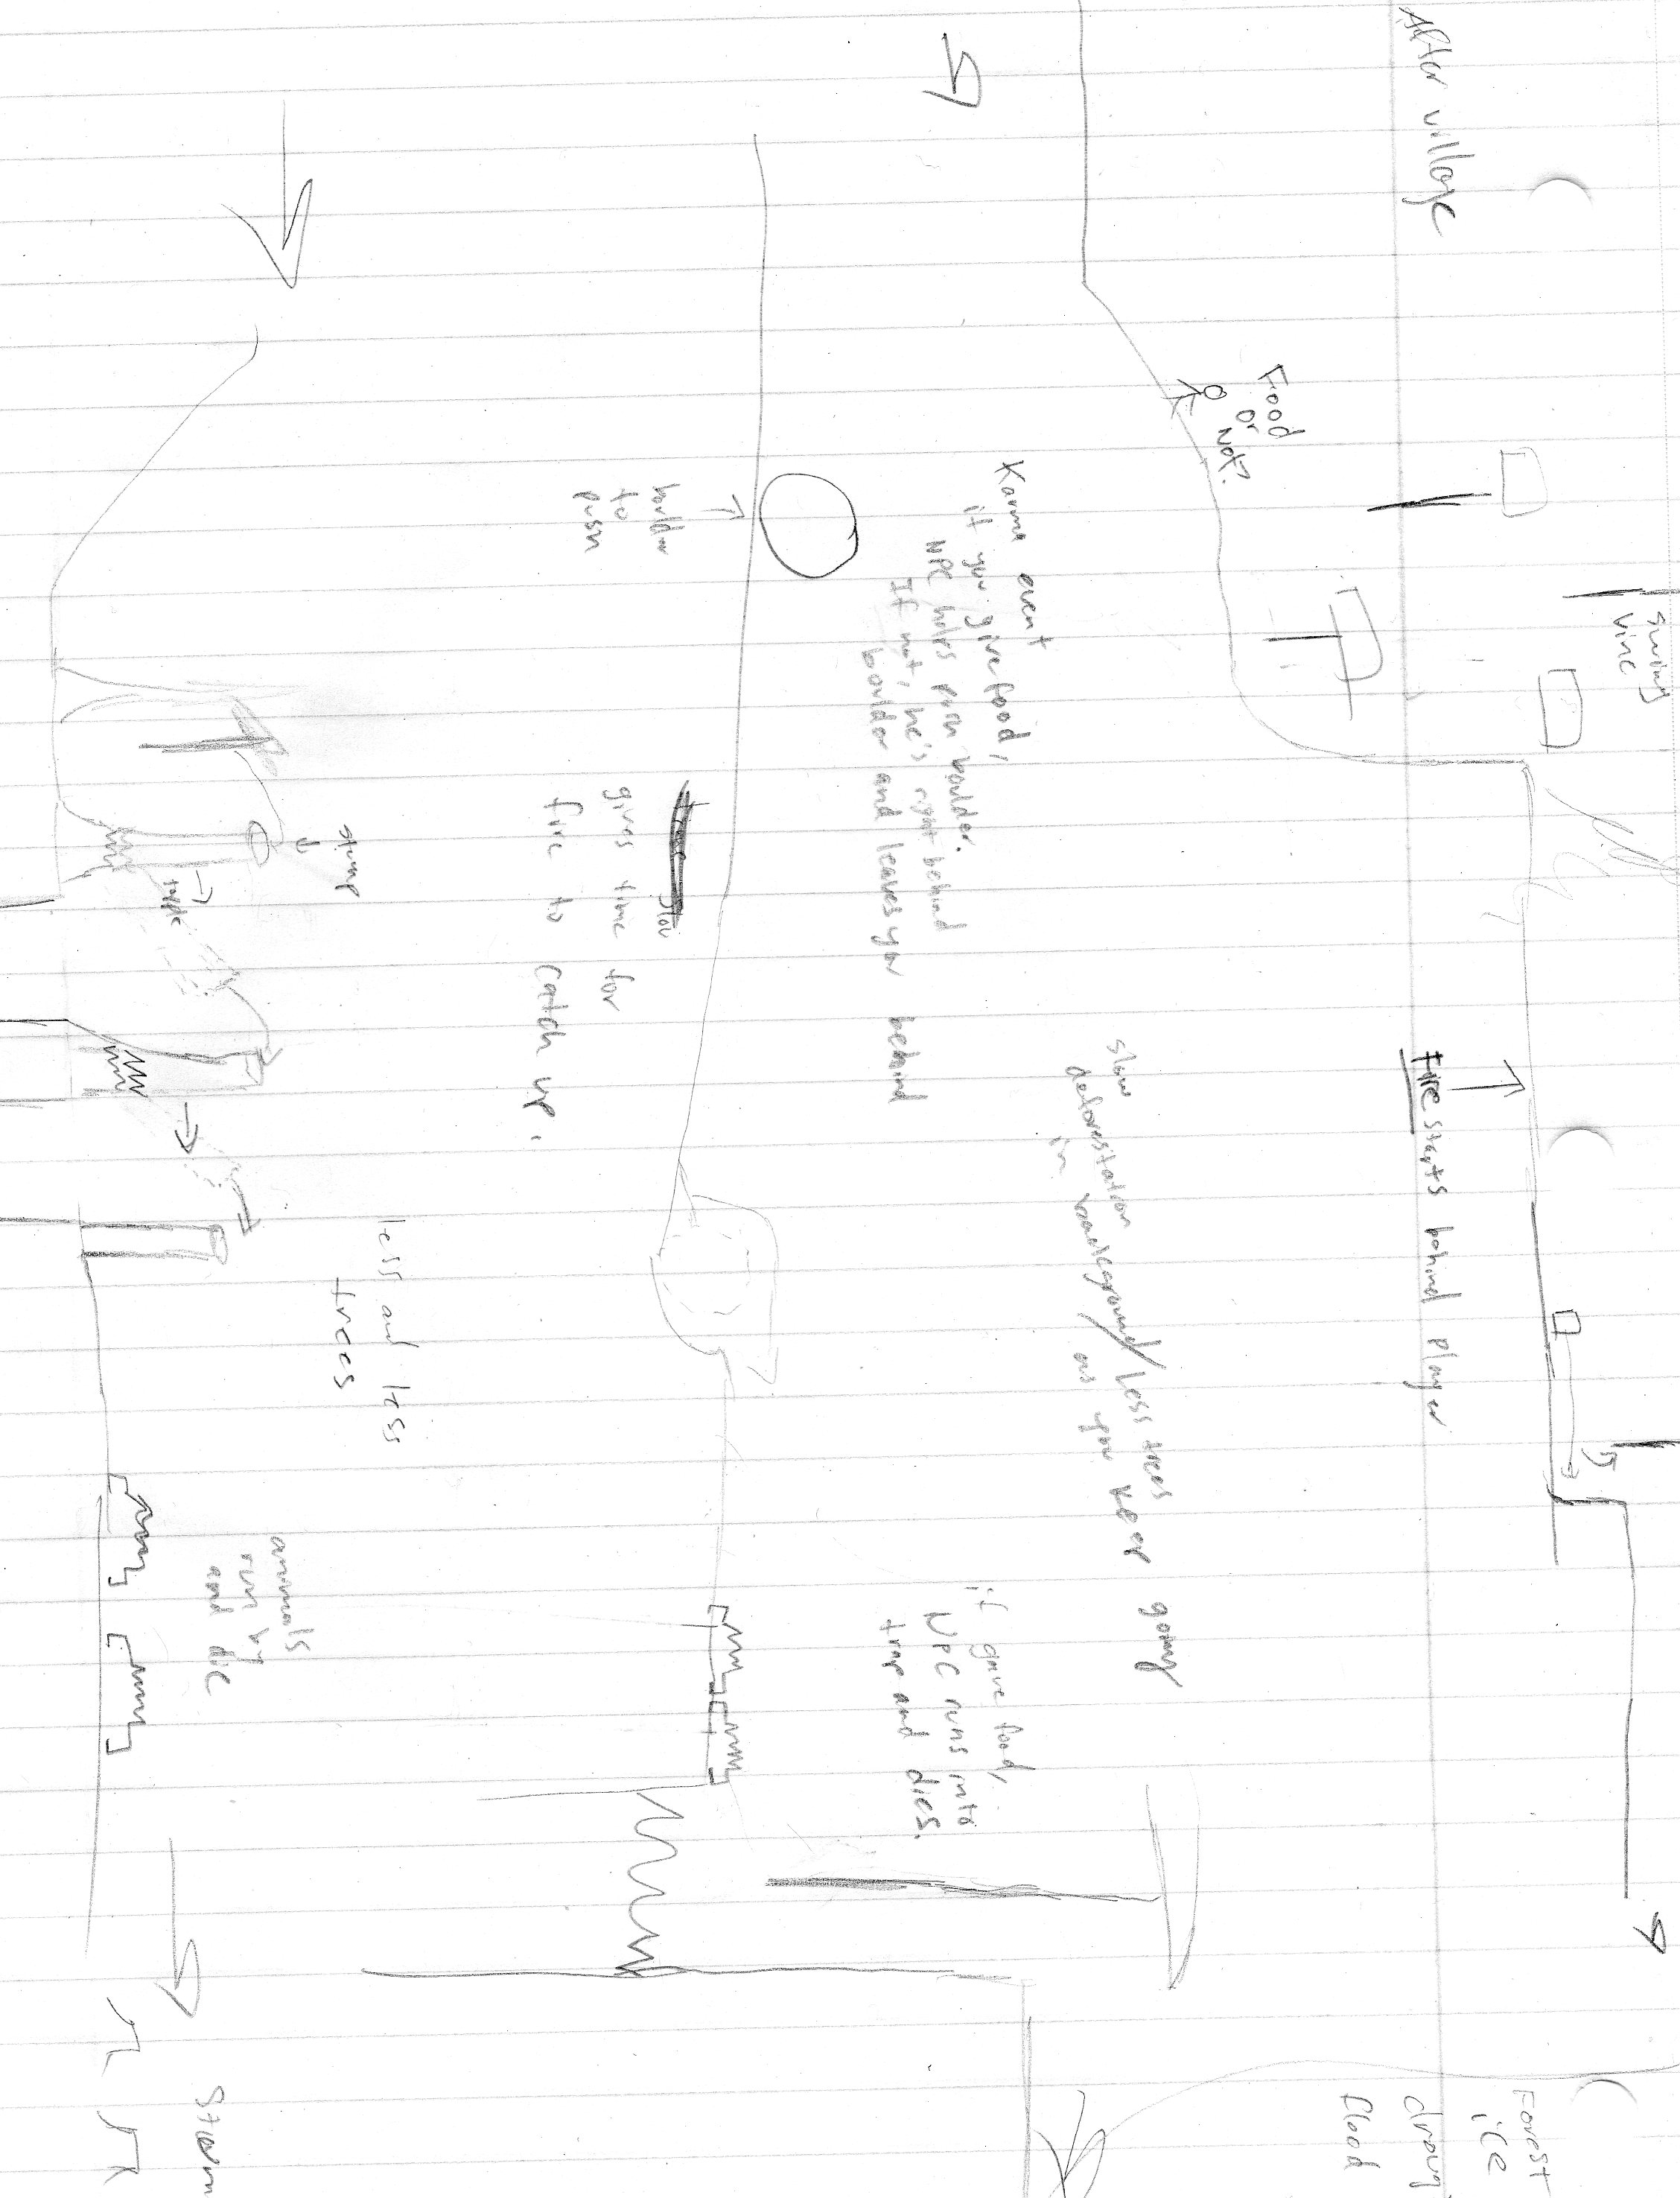 After village
swing
vine
Food
or
Not?
Fire starts behind player
Forest
ice
droug
flood
Karma event
if you give food,
NPC helps push boulder.
If not, he's right behind
boulder and leaves you behind
slow
deforestation
in background/less trees
as you keep going
if gave food,
NPC runs into
trap and dies.
boulder
to
push
gives time for
fire to catch up.
stump
less and less
trees
animals
run by
and die
Storm